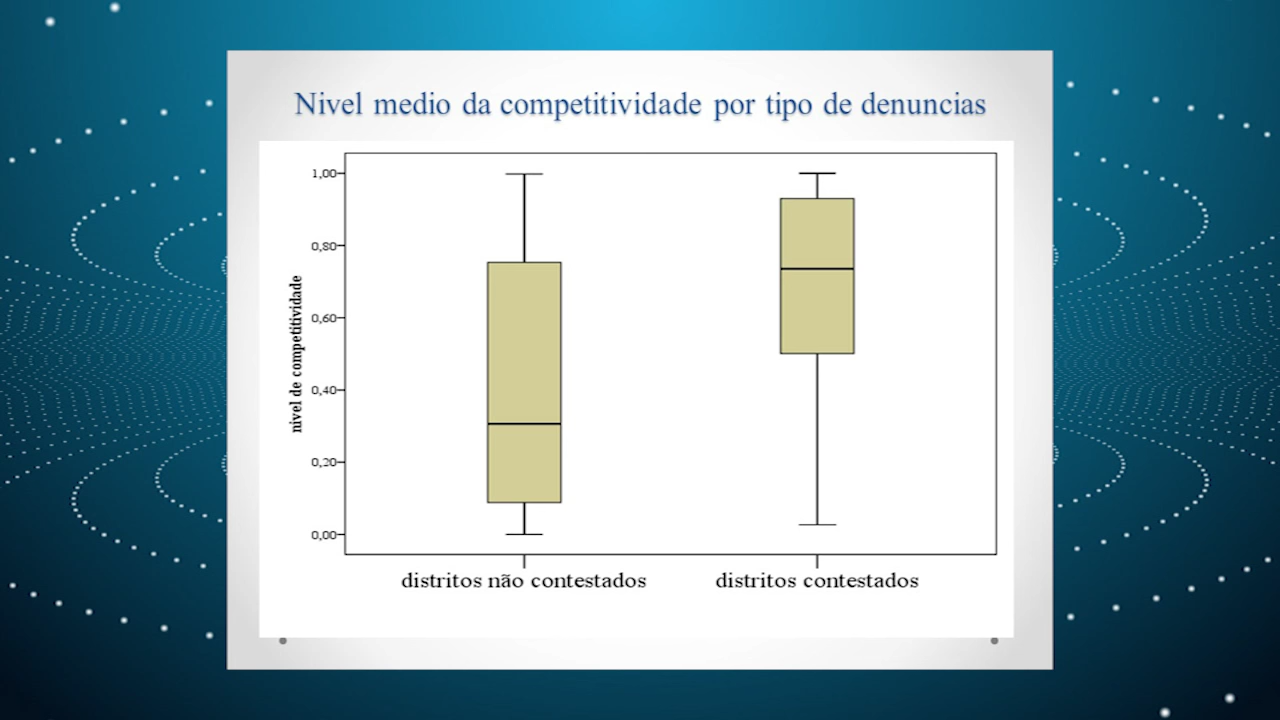 Nivel medio da competitividade por tipo de denuncias
1,00
0,80
0,60
0,40
0,20
0,00
nivel de competitividade
distritos não contestados
distritos contestados